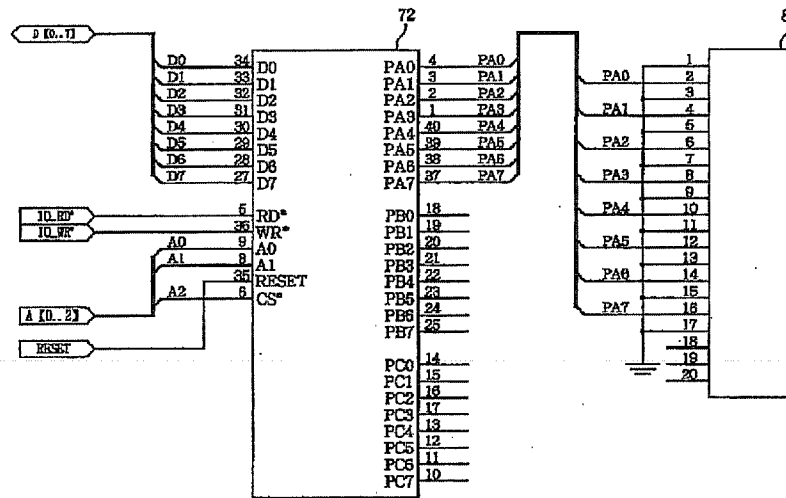 72
8
D [0..7]
D0 34 D0 PA0 4 PA0
D1 33 D1 PA1 3 PA1
D2 32 D2 PA2 2 PA2
D3 31 D3 PA3 1 PA3
D4 30 D4 PA4 40 PA4
D5 29 D5 PA5 39 PA5
D6 28 D6 PA6 38 PA5
D7 27 D7 PA7 37 PA7
IO_RD* 5 RD* PB0 18
IO_WR* 36 WR* PB1 19
A0 9 A0 PB2 20
A1 8 A1 PB3 21
35 RESET PB4 22
A2 6 CS* PB5 23
A [0..2] PB6 24
PB7 25
RESET
PC0 14
PC1 15
PC2 16
PC3 17
PC4 13
PC5 12
PC6 11
PC7 10
1
PA0 2
3
PA1 4
5
PA2 6
7
PA3 8
9
PA4 10
11
PA5 12
13
PA6 14
15
PA7 16
17
18
19
20